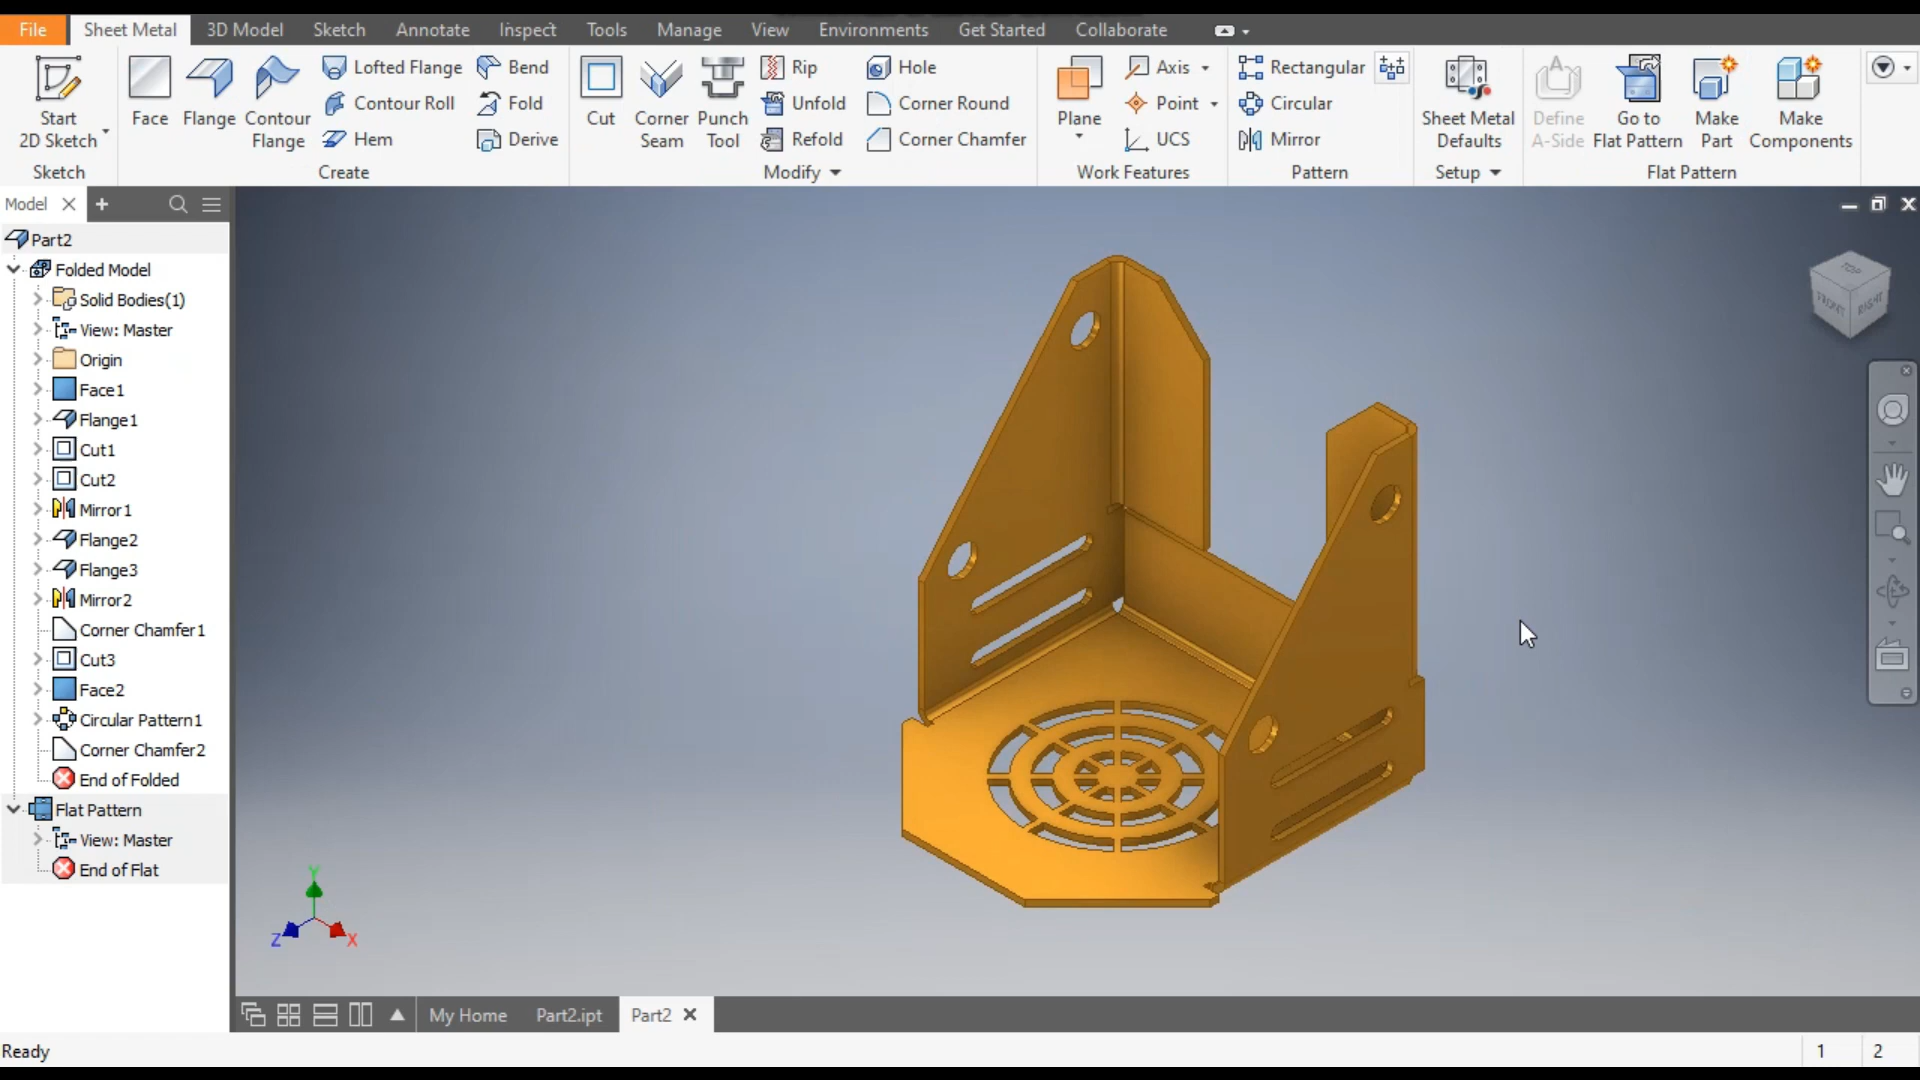 File Sheet Metal 3D Model Sketch Annotate Inspect Tools Manage View Environments Get Started Collaborate
Start
2D Sketch
Sketch
Face
Flange
Contour
Flange
Lofted Flange
Contour Roll
Hem
Bend
Fold
Derive
Create
Cut
Corner
Seam
Punch
Tool
Rip
Unfold
Refold
Hole
Corner Round
Corner Chamfer
Modify
Plane
Axis
Point
UCS
Work Features
Rectangular
Circular
Mirror
Pattern
Sheet Metal
Defaults
Setup
Define
A-Side
Go to
Flat Pattern
Make
Part
Make
Components
Flat Pattern
Model
Part2
Folded Model
Solid Bodies(1)
View: Master
Origin
Face1
Flange1
Cut1
Cut2
Mirror1
Flange2
Flange3
Mirror2
Corner Chamfer1
Cut3
Face2
Circular Pattern1
Corner Chamfer2
End of Folded
Flat Pattern
View: Master
End of Flat
TOP
FRONT
RIGHT
Y
Z
X
My Home Part2.ipt Part2
Ready
1 2